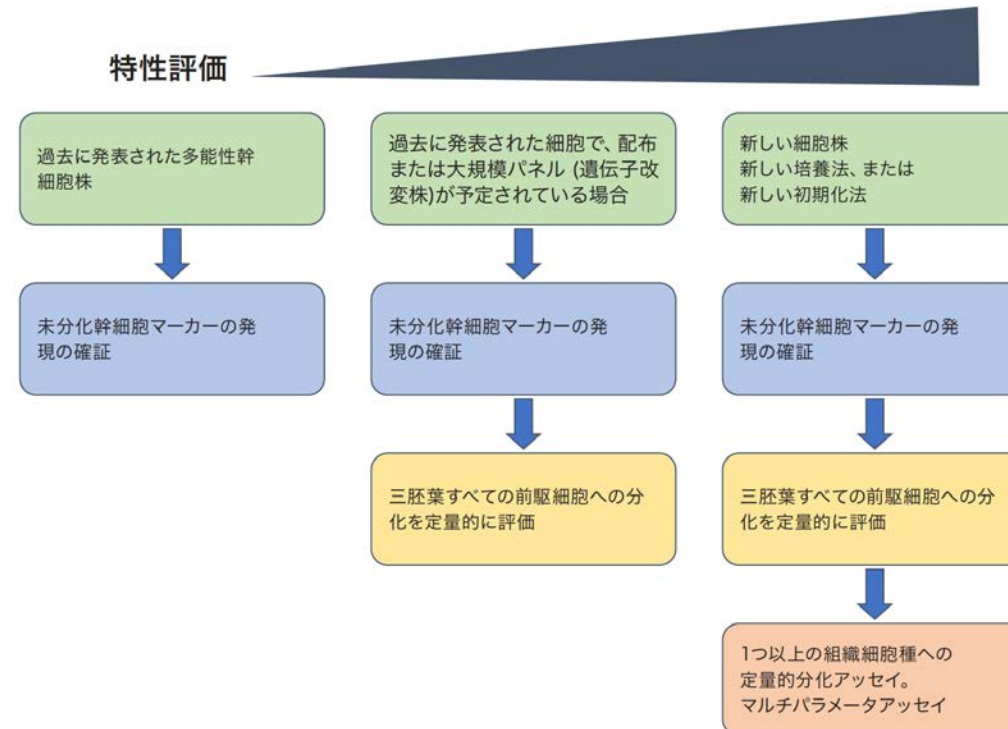 特性評価
過去に発表された多能性幹
細胞株
過去に発表された細胞で、配布
または大規模パネル (遺伝子改
変株)が予定されている場合
新しい細胞株
新しい培養法、または
新しい初期化法
未分化幹細胞マーカーの発
現の確証
未分化幹細胞マーカーの発
現の確証
未分化幹細胞マーカーの発
現の確証
三胚葉すべての前駆細胞への分
化を定量的に評価
三胚葉すべての前駆細胞への分
化を定量的に評価
1つ以上の組織細胞種への
定量的分化アッセイ。
マルチパラメータアッセイ